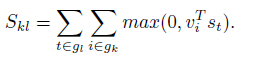 $S_{kl} = \sum_{t \in g_l} \sum_{i \in g_k} max(0, v_i^T s_t).$